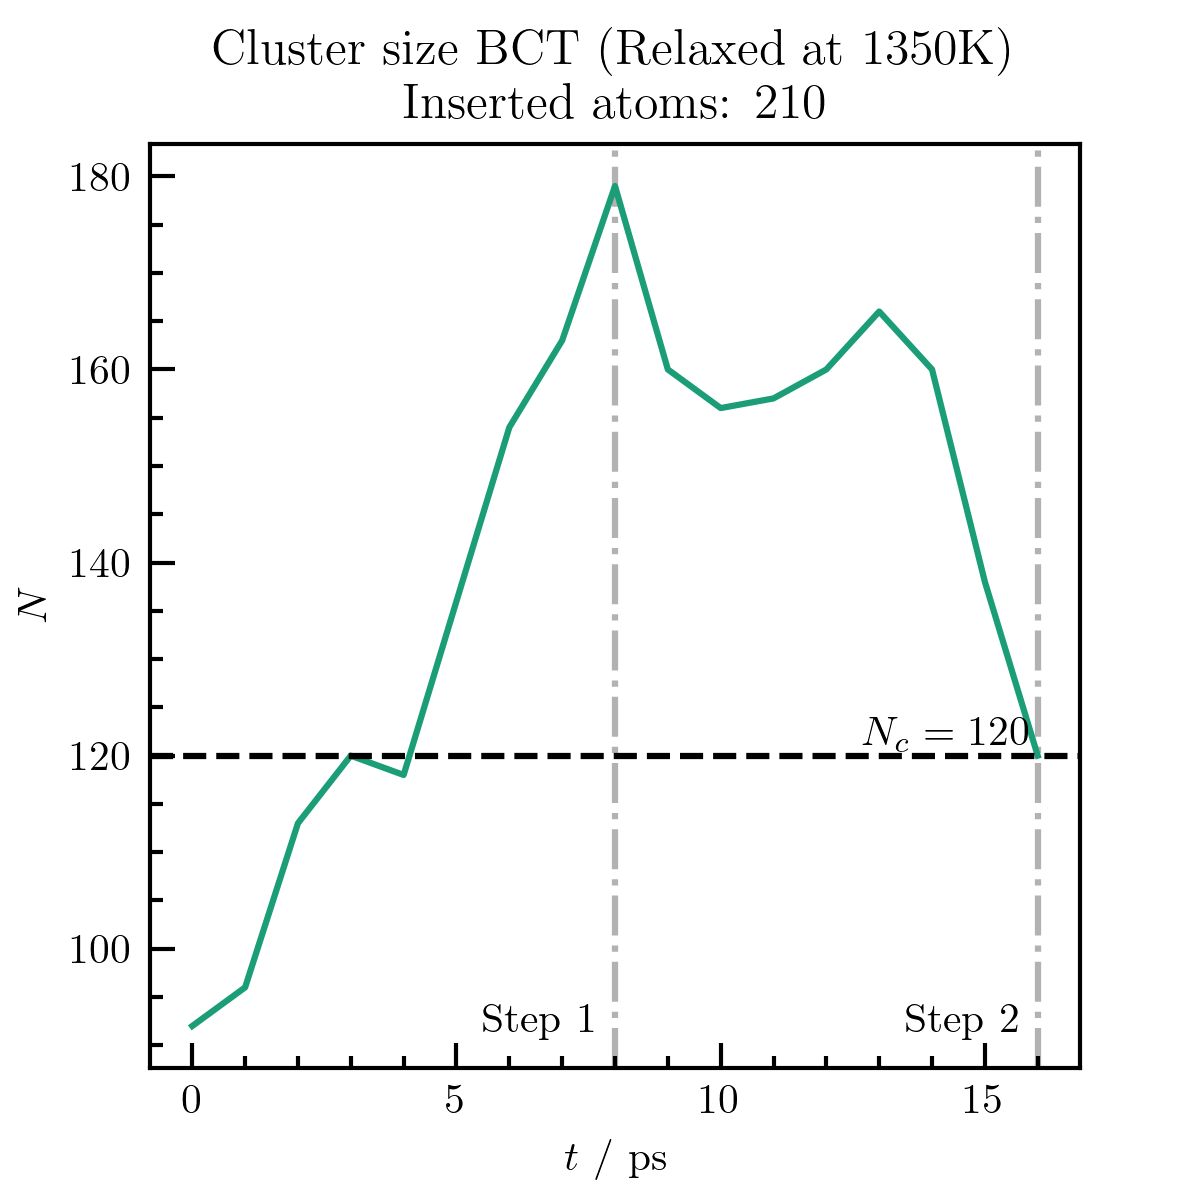 Cluster size BCT (Relaxed at 1350K)
Inserted atoms: 210
180
160
140
120
100
N
N_c = 120
Step 1
Step 2
0
5
10
15
t / ps